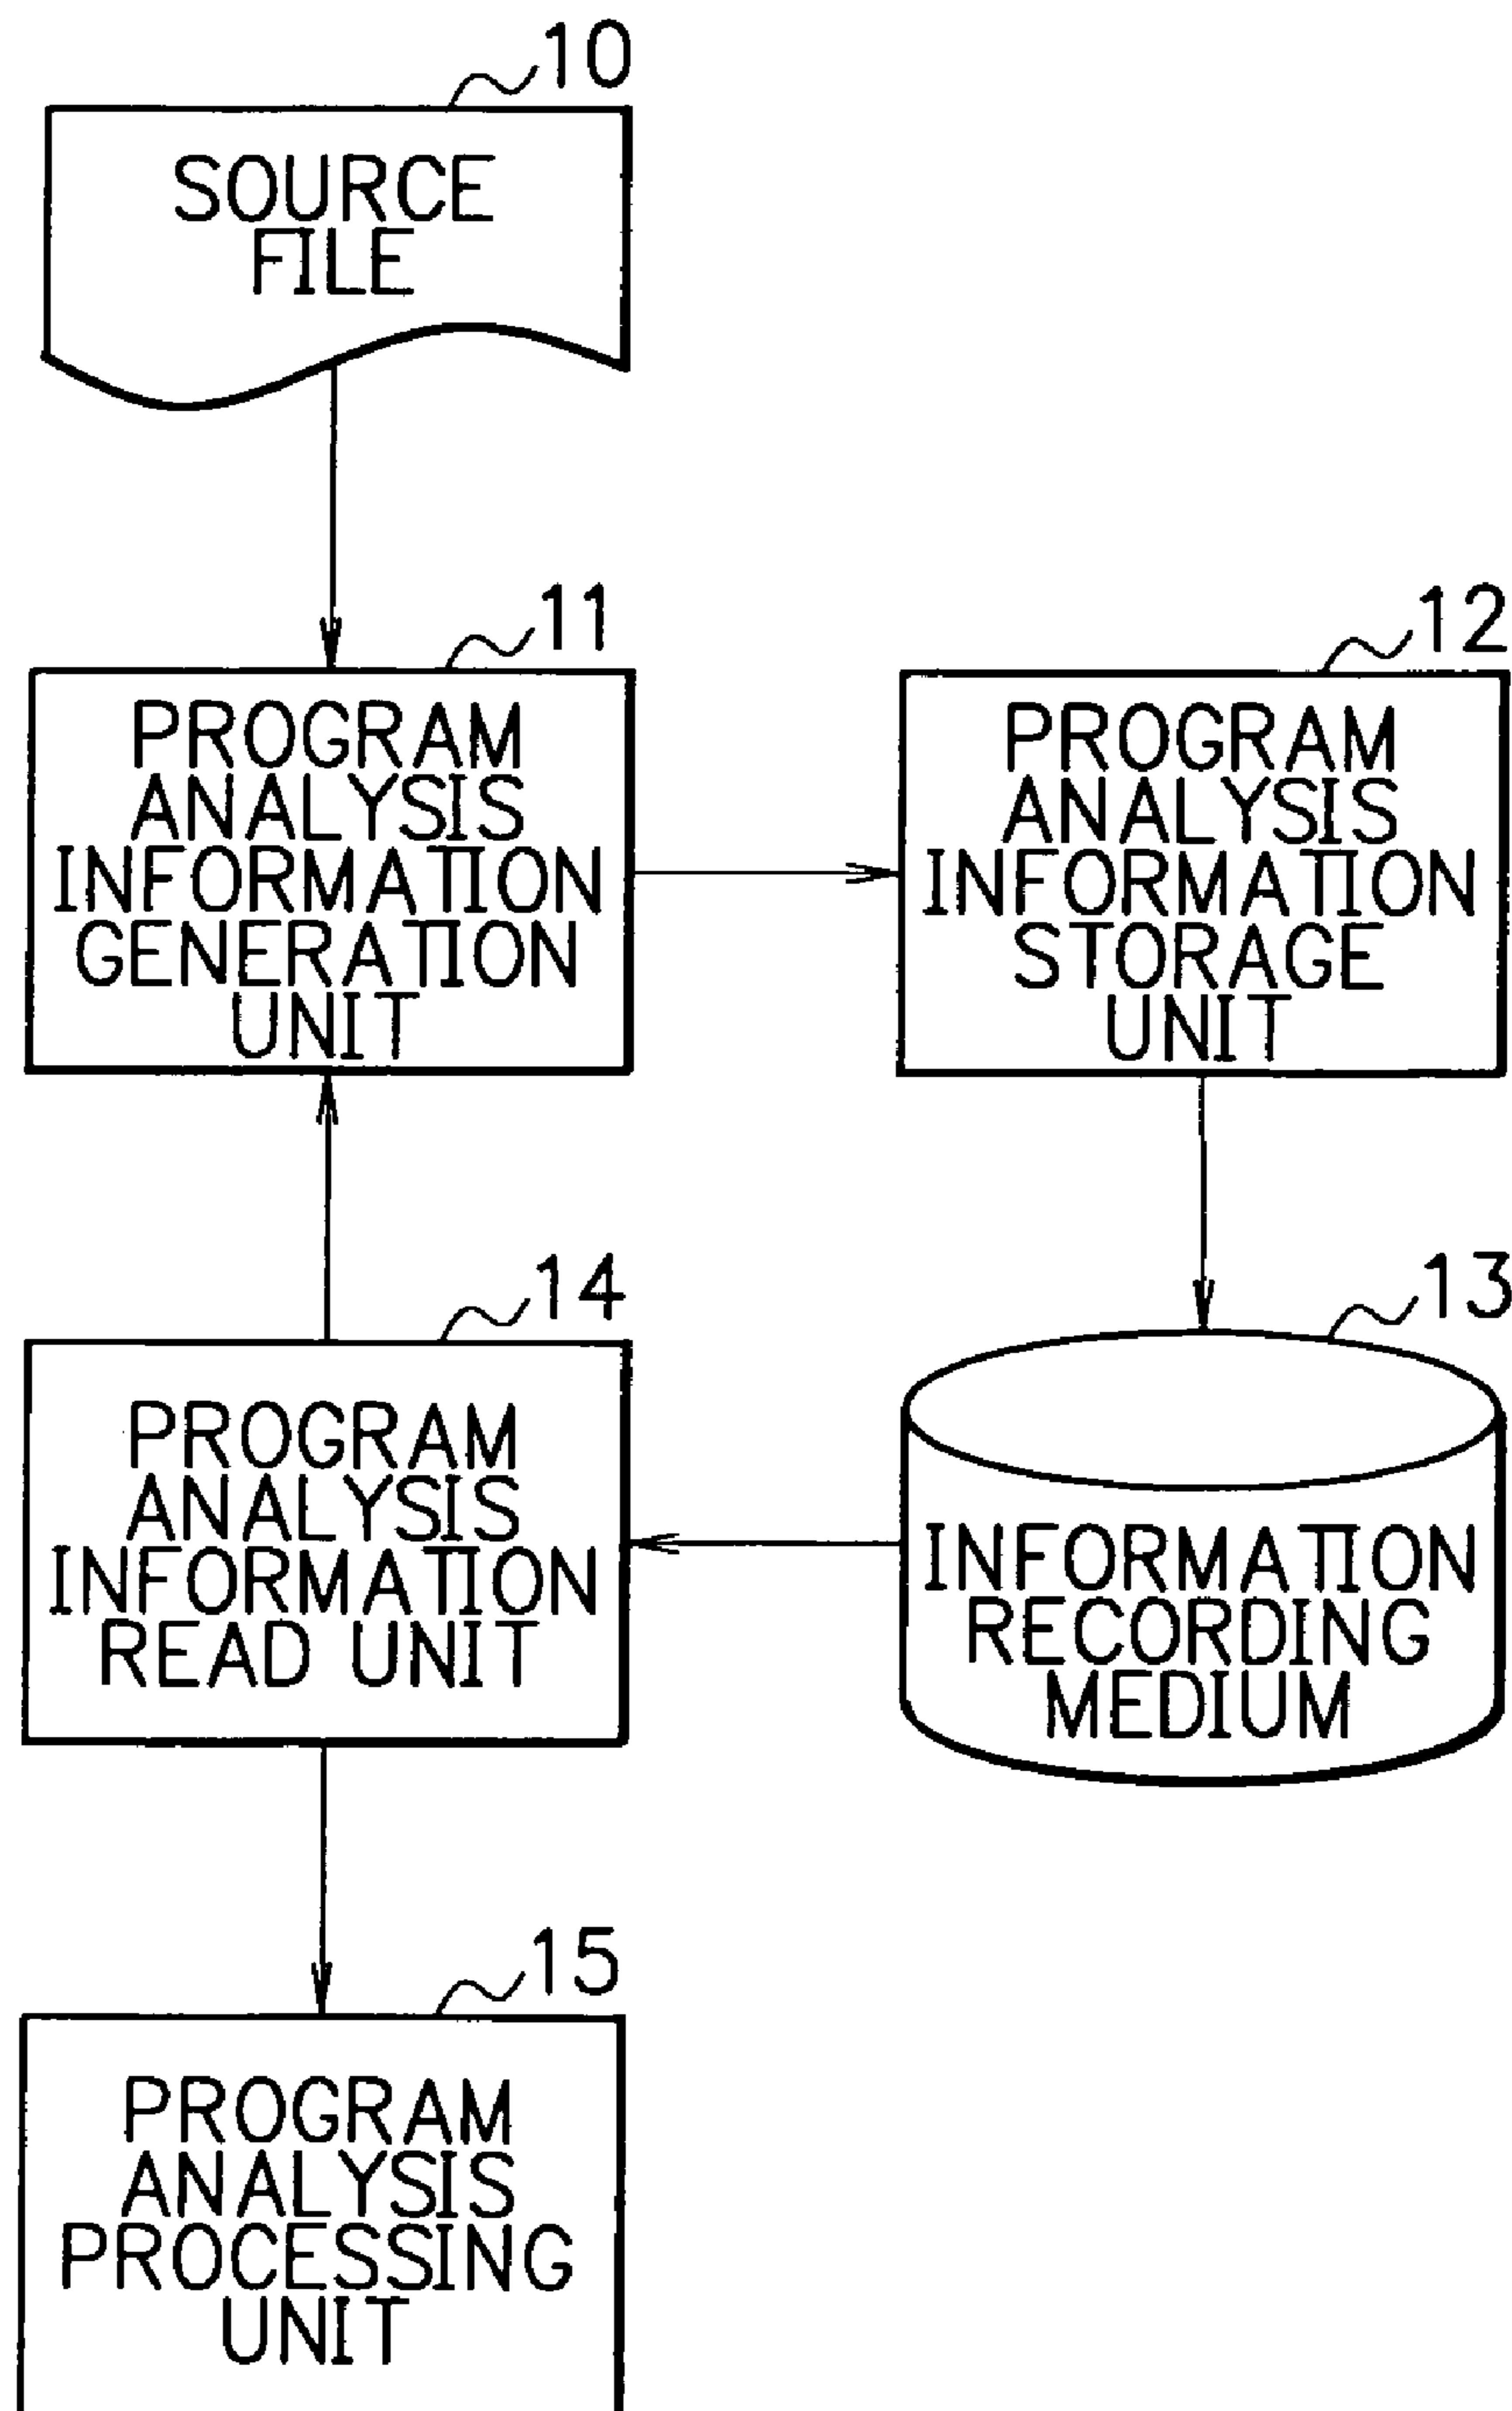 10
SOURCE
FILE
11
PROGRAM
ANALYSIS
INFORMATION
GENERATION
UNIT
12
PROGRAM
ANALYSIS
INFORMATION
STORAGE
UNIT
14
PROGRAM
ANALYSIS
INFORMATION
READ UNIT
13
INFORMATION
RECORDING
MEDIUM
15
PROGRAM
ANALYSIS
PROCESSING
UNIT